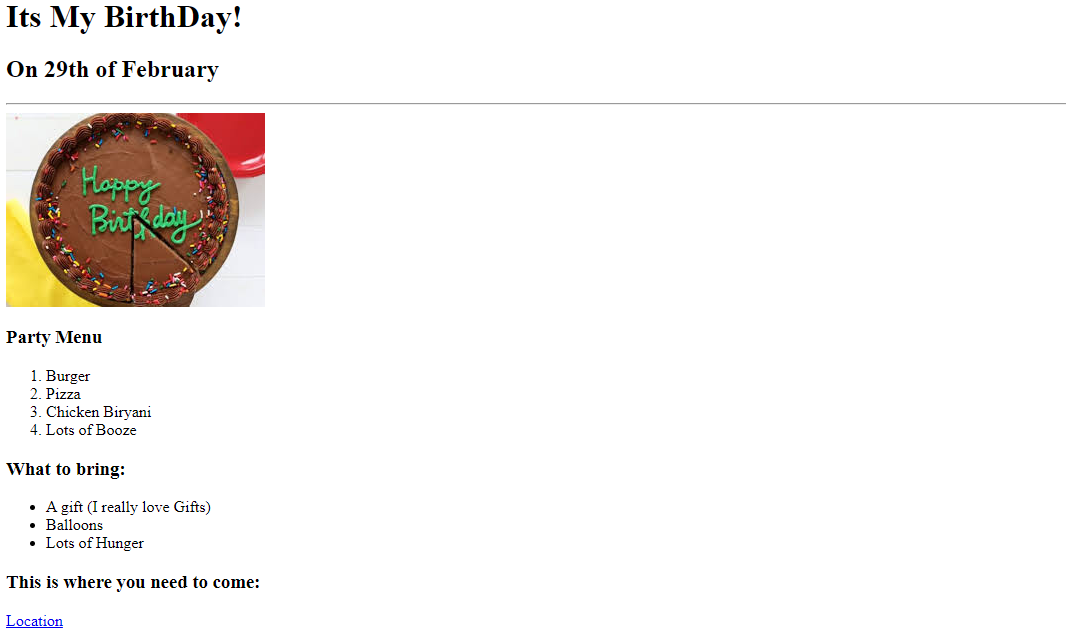 Its My BirthDay!
On 29th of February
Happy
Birthday
Party Menu
1. Burger
2. Pizza
3. Chicken Biryani
4. Lots of Booze
What to bring:
• A gift (I really love Gifts)
• Balloons
• Lots of Hunger
This is where you need to come:
Location